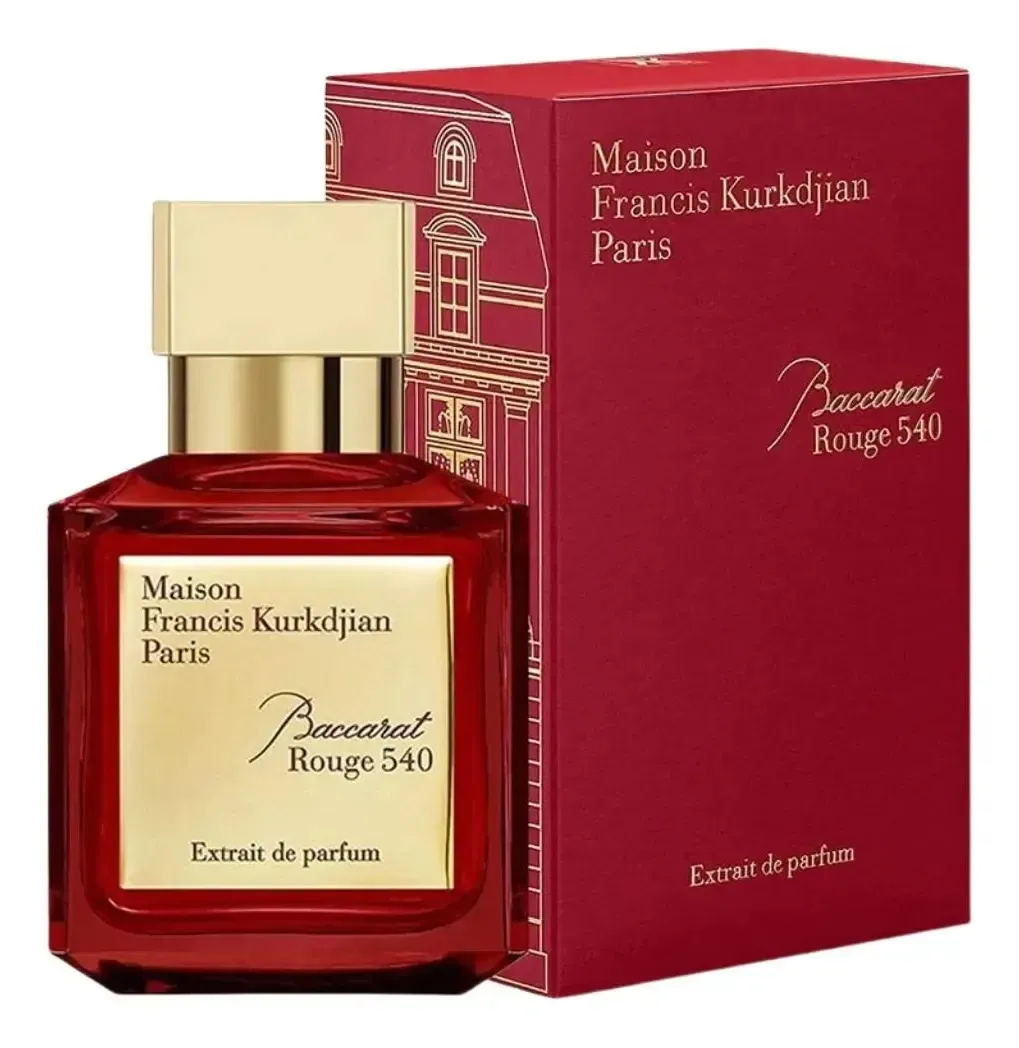 Maison
Francis Kurkdjian
Paris
Baccarat
Rouge 540
Extrait de parfum
Maison
Francis Kurkdjian
Paris
Baccarat
Rouge 540
Extrait de parfum